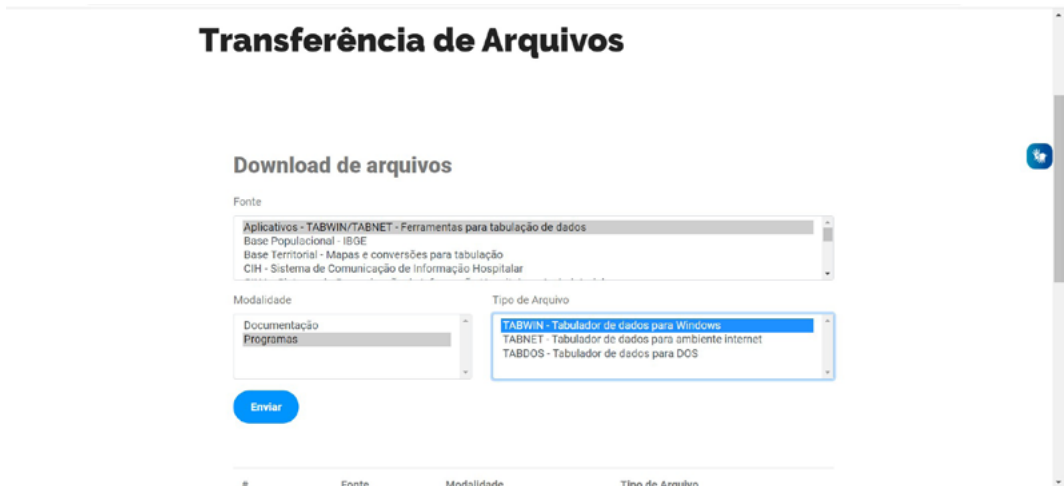 Transferência de Arquivos
Download de arquivos
Fonte
Aplicativos - TABWIN/TABNET - Ferramentas para tabulação de dados
Base Populacional - IBGE
Base Territorial - Mapas e conversões para tabulação
CIH - Sistema de Comunicação de Informação Hospitalar
Modalidade
Tipo de Arquivo
Documentação
Programas
TABWIN - Tabulador de dados para Windows
TABNET - Tabulador de dados para ambiente internet
TABDOS - Tabulador de dados para DOS
Enviar
# Fonte Modalidade Tipo de Arquivo